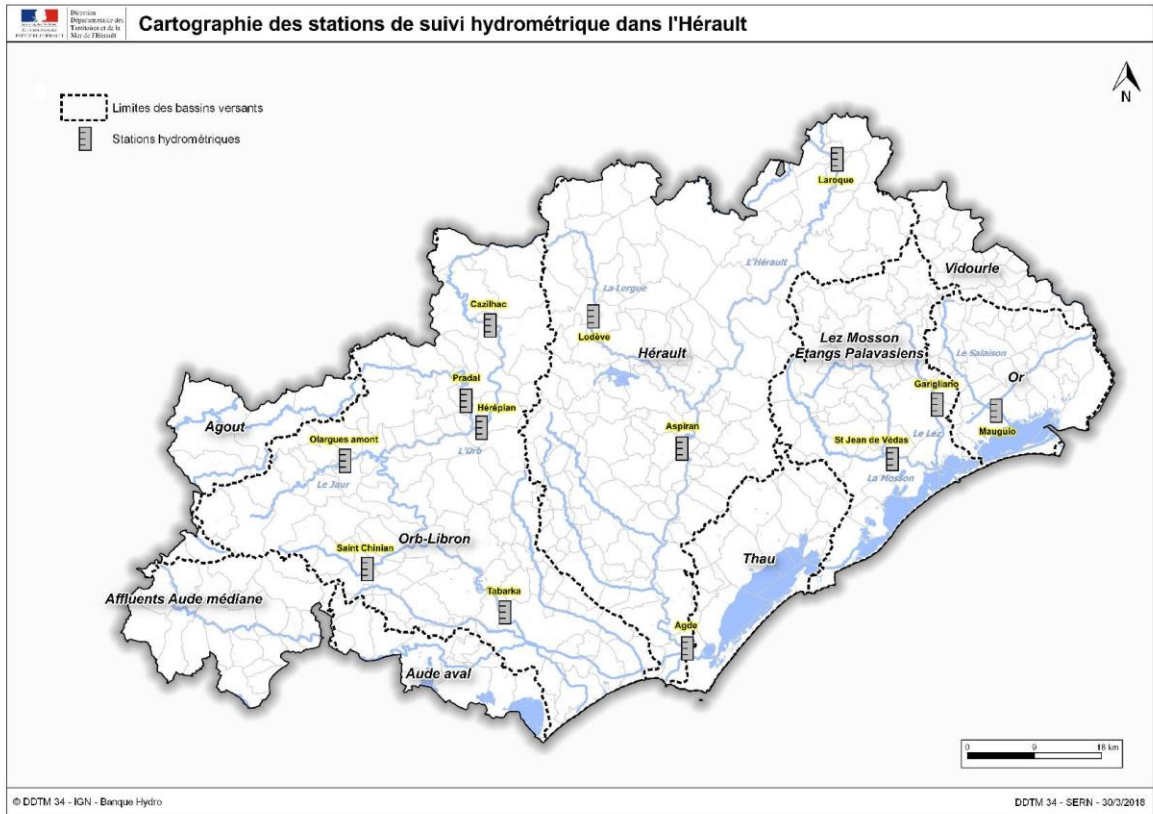 Direction
Départementale des
Territoires et de la
Mer de l'Hérault
Cartographie des stations de suivi hydrométrique dans l'Hérault
N
Limites des bassins versants
Stations hydrométriques
Laroque
L'Hérault
Vidourle
La Lergue
Cazilhac
Lodève
Hérault
Lez Mosson
Etangs Palavasiens
Le Salaison
Or
Pradal
Garigliano
Hérépian
Mauguio
Agout
Aspiran
Olargues amont
L'Orb
St Jean de Védas
Le Lez
Le Jaur
La Mosson
Orb-Libron
Saint Chinian
Thau
Tabarka
Affluents Aude médiane
Agde
Aude aval
0 9 18 km
© DDTM 34 - IGN - Banque Hydro
DDTM 34 - SERN - 30/3/2018